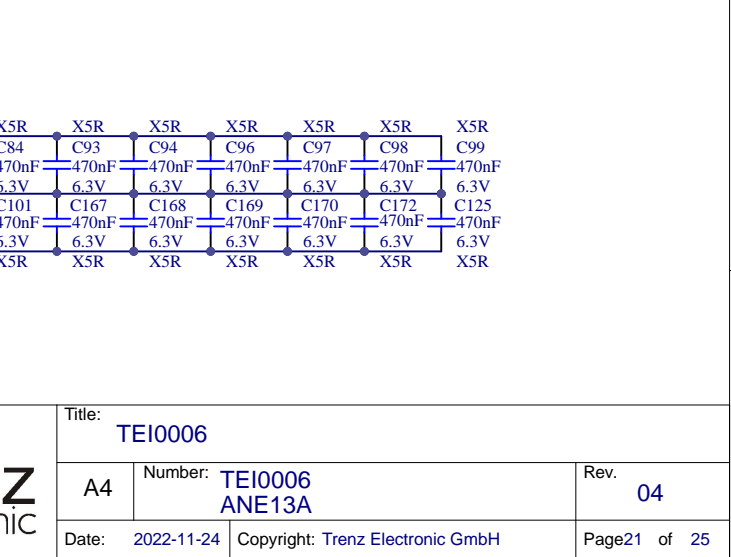 X5R X5R X5R X5R X5R X5R X5R
C84 C93 C94 C96 C97 C98 C99
470nF 470nF 470nF 470nF 470nF 470nF 470nF
6.3V 6.3V 6.3V 6.3V 6.3V 6.3V 6.3V
C101 C167 C168 C169 C170 C172 C125
470nF 470nF 470nF 470nF 470nF 470nF 470nF
6.3V 6.3V 6.3V 6.3V 6.3V 6.3V 6.3V
X5R X5R X5R X5R X5R X5R X5R
Title:
TEI0006
z
nic
A4
Number: TEI0006
ANE13A
Rev.
04
Date: 2022-11-24
Copyright: Trenz Electronic GmbH
Page21 of 25